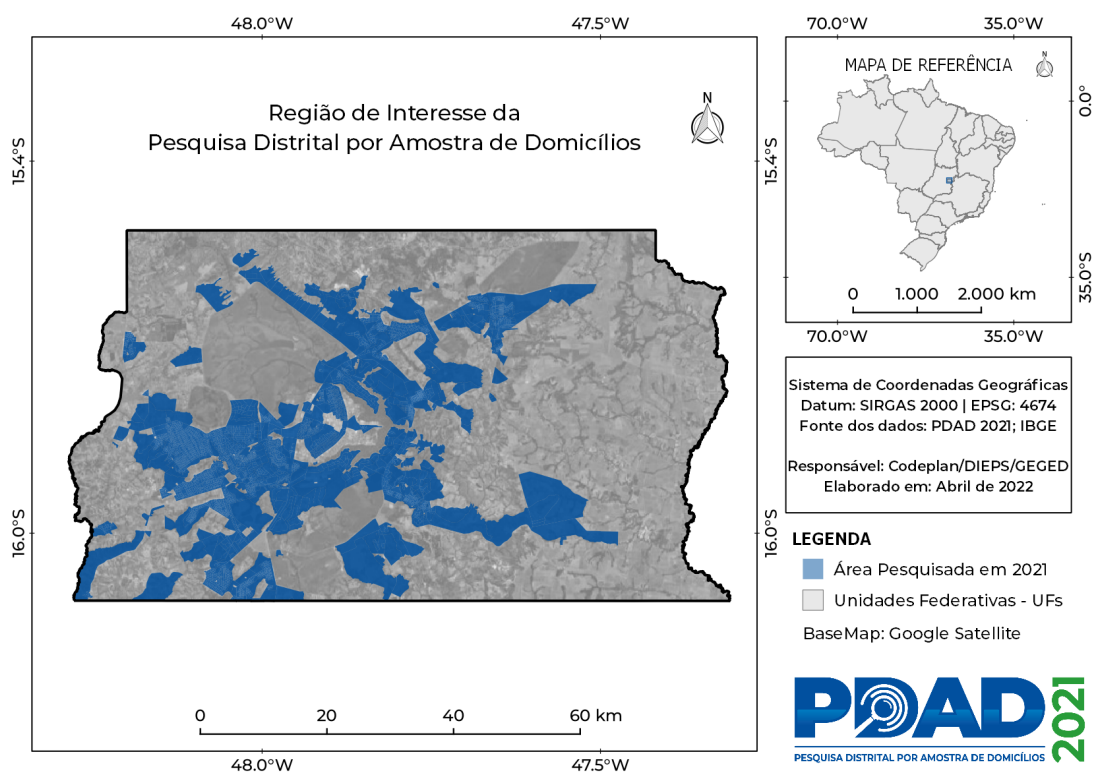 48.0°W
47.5°W
70.0°W
35.0°W
MAPA DE REFERÊNCIA
N
Região de Interesse da
Pesquisa Distrital por Amostra de Domicílios
N
15.4°S
15.4°S
0.0°
0
1.000
2.000 km
35.0°S
70.0°W
35.0°W
Sistema de Coordenadas Geográficas
Datum: SIRGAS 2000 | EPSG: 4674
Fonte dos dados: PDAD 2021; IBGE
Responsável: Codeplan/DIEPS/GEGED
Elaborado em: Abril de 2022
16.0°S
16.0°S
LEGENDA
Área Pesquisada em 2021
Unidades Federativas - UFs
BaseMap: Google Satellite
0
20
40
60 km
PDAD
2021
PESQUISA DISTRITAL POR AMOSTRA DE DOMICÍLIOS
48.0°W
47.5°W